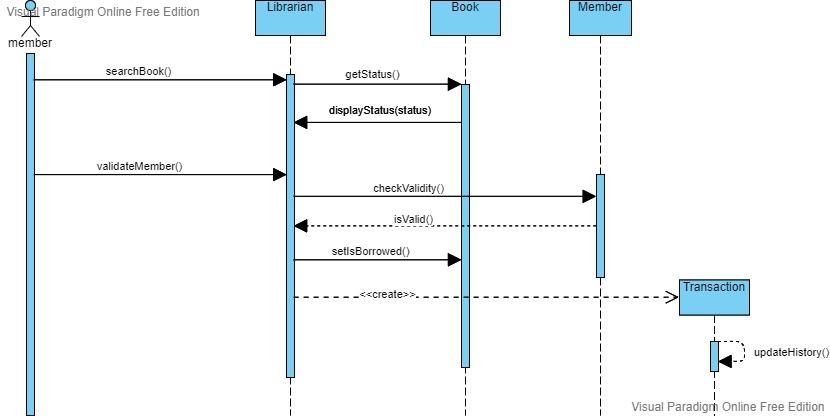 Visual Paradigm Online Free Edition
member
Librarian
Book
Member
searchBook()
getStatus()
displayStatus(status)
validateMember()
checkValidity()
isValid()
setIsBorrowed()
<<create>>
Transaction
updateHistory()
Visual Paradigm Online Free Edition